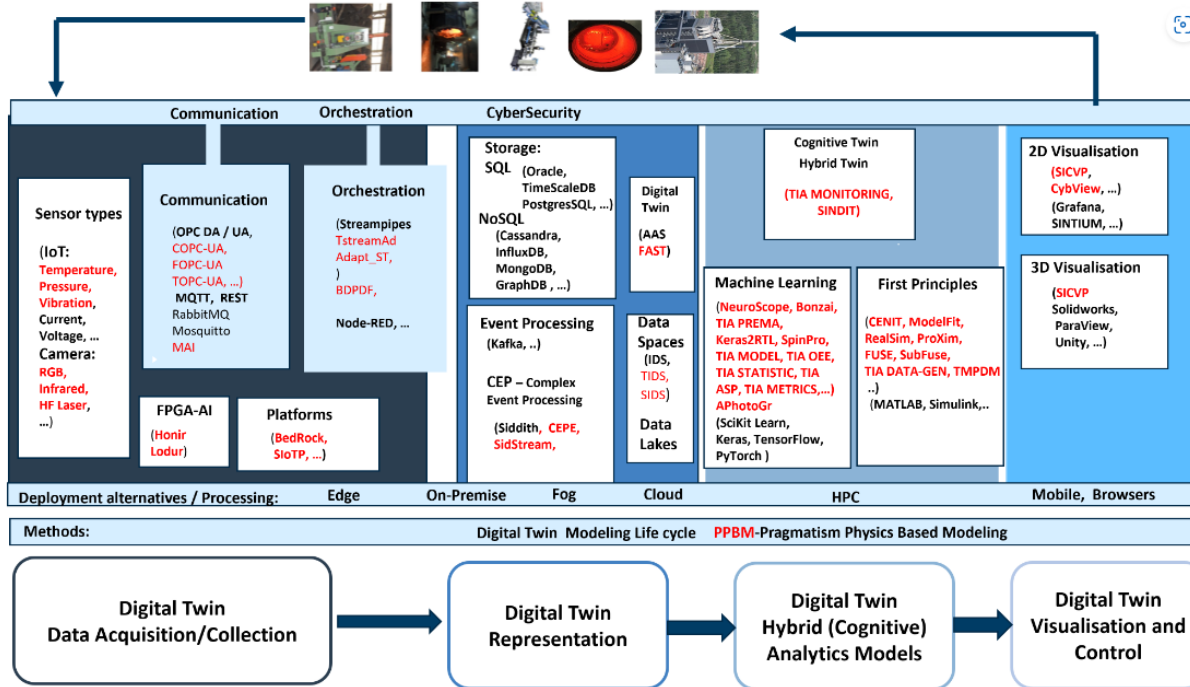 Communication
Orchestration
CyberSecurity
Sensor types
(IoT:
Temperature,
Pressure,
Vibration,
Current,
Voltage, ...
Camera:
RGB,
Infrared,
HF Laser,
...)
Communication
(OPC DA / UA,
COPC-UA,
FOPC-UA
TOPC-UA, ...)
MQTT, REST
RabbitMQ
Mosquitto
MAI
FPGA-AI
(Honir
Lodur)
Platforms
(BedRock,
SIoTP, ...)
Orchestration
(Streampipes
TstreamAd
Adapt_ST,
)
BDPDF,
Node-RED, ...
Storage:
SQL
(Oracle,
TimeScaleDB
PostgresSQL, ...)
NoSQL
(Cassandra,
InfluxDB,
MongoDB,
GraphDB , ...)
Event Processing
(Kafka, ..)
CEP – Complex
Event Processing
(Siddith, CEPE,
SidStream,
Digital
Twin
(AAS
FAST)
Data
Spaces
(IDS,
TIDS,
SIDS)
Data
Lakes
Cognitive Twin
Hybrid Twin
(TIA MONITORING,
SINDIT)
Machine Learning
(NeuroScope, Bonzai,
TIA PREMA,
Keras2RTL, SpinPro,
TIA MODEL, TIA OEE,
TIA STATISTIC, TIA
ASP, TIA METRICS,...)
APhotoGr
(SciKit Learn,
Keras, TensorFlow,
PyTorch )
First Principles
(CENIT, ModelFit,
RealSim, ProXim,
FUSE, SubFuse,
TIA DATA-GEN, TMPDM
..)
(MATLAB, Simulink,..
2D Visualisation
(SICVP,
CybView, ...)
(Grafana,
SINTIUM, ...)
3D Visualisation
(SICVP
Solidworks,
ParaView,
Unity, ...)
Deployment alternatives / Processing:
Edge
On-Premise
Fog
Cloud
HPC
Mobile, Browsers
Methods:
Digital Twin Modeling Life cycle PPBM-Pragmatism Physics Based Modeling
Digital Twin
Data Acquisition/Collection
Digital Twin
Representation
Digital Twin
Hybrid (Cognitive)
Analytics Models
Digital Twin
Visualisation and
Control